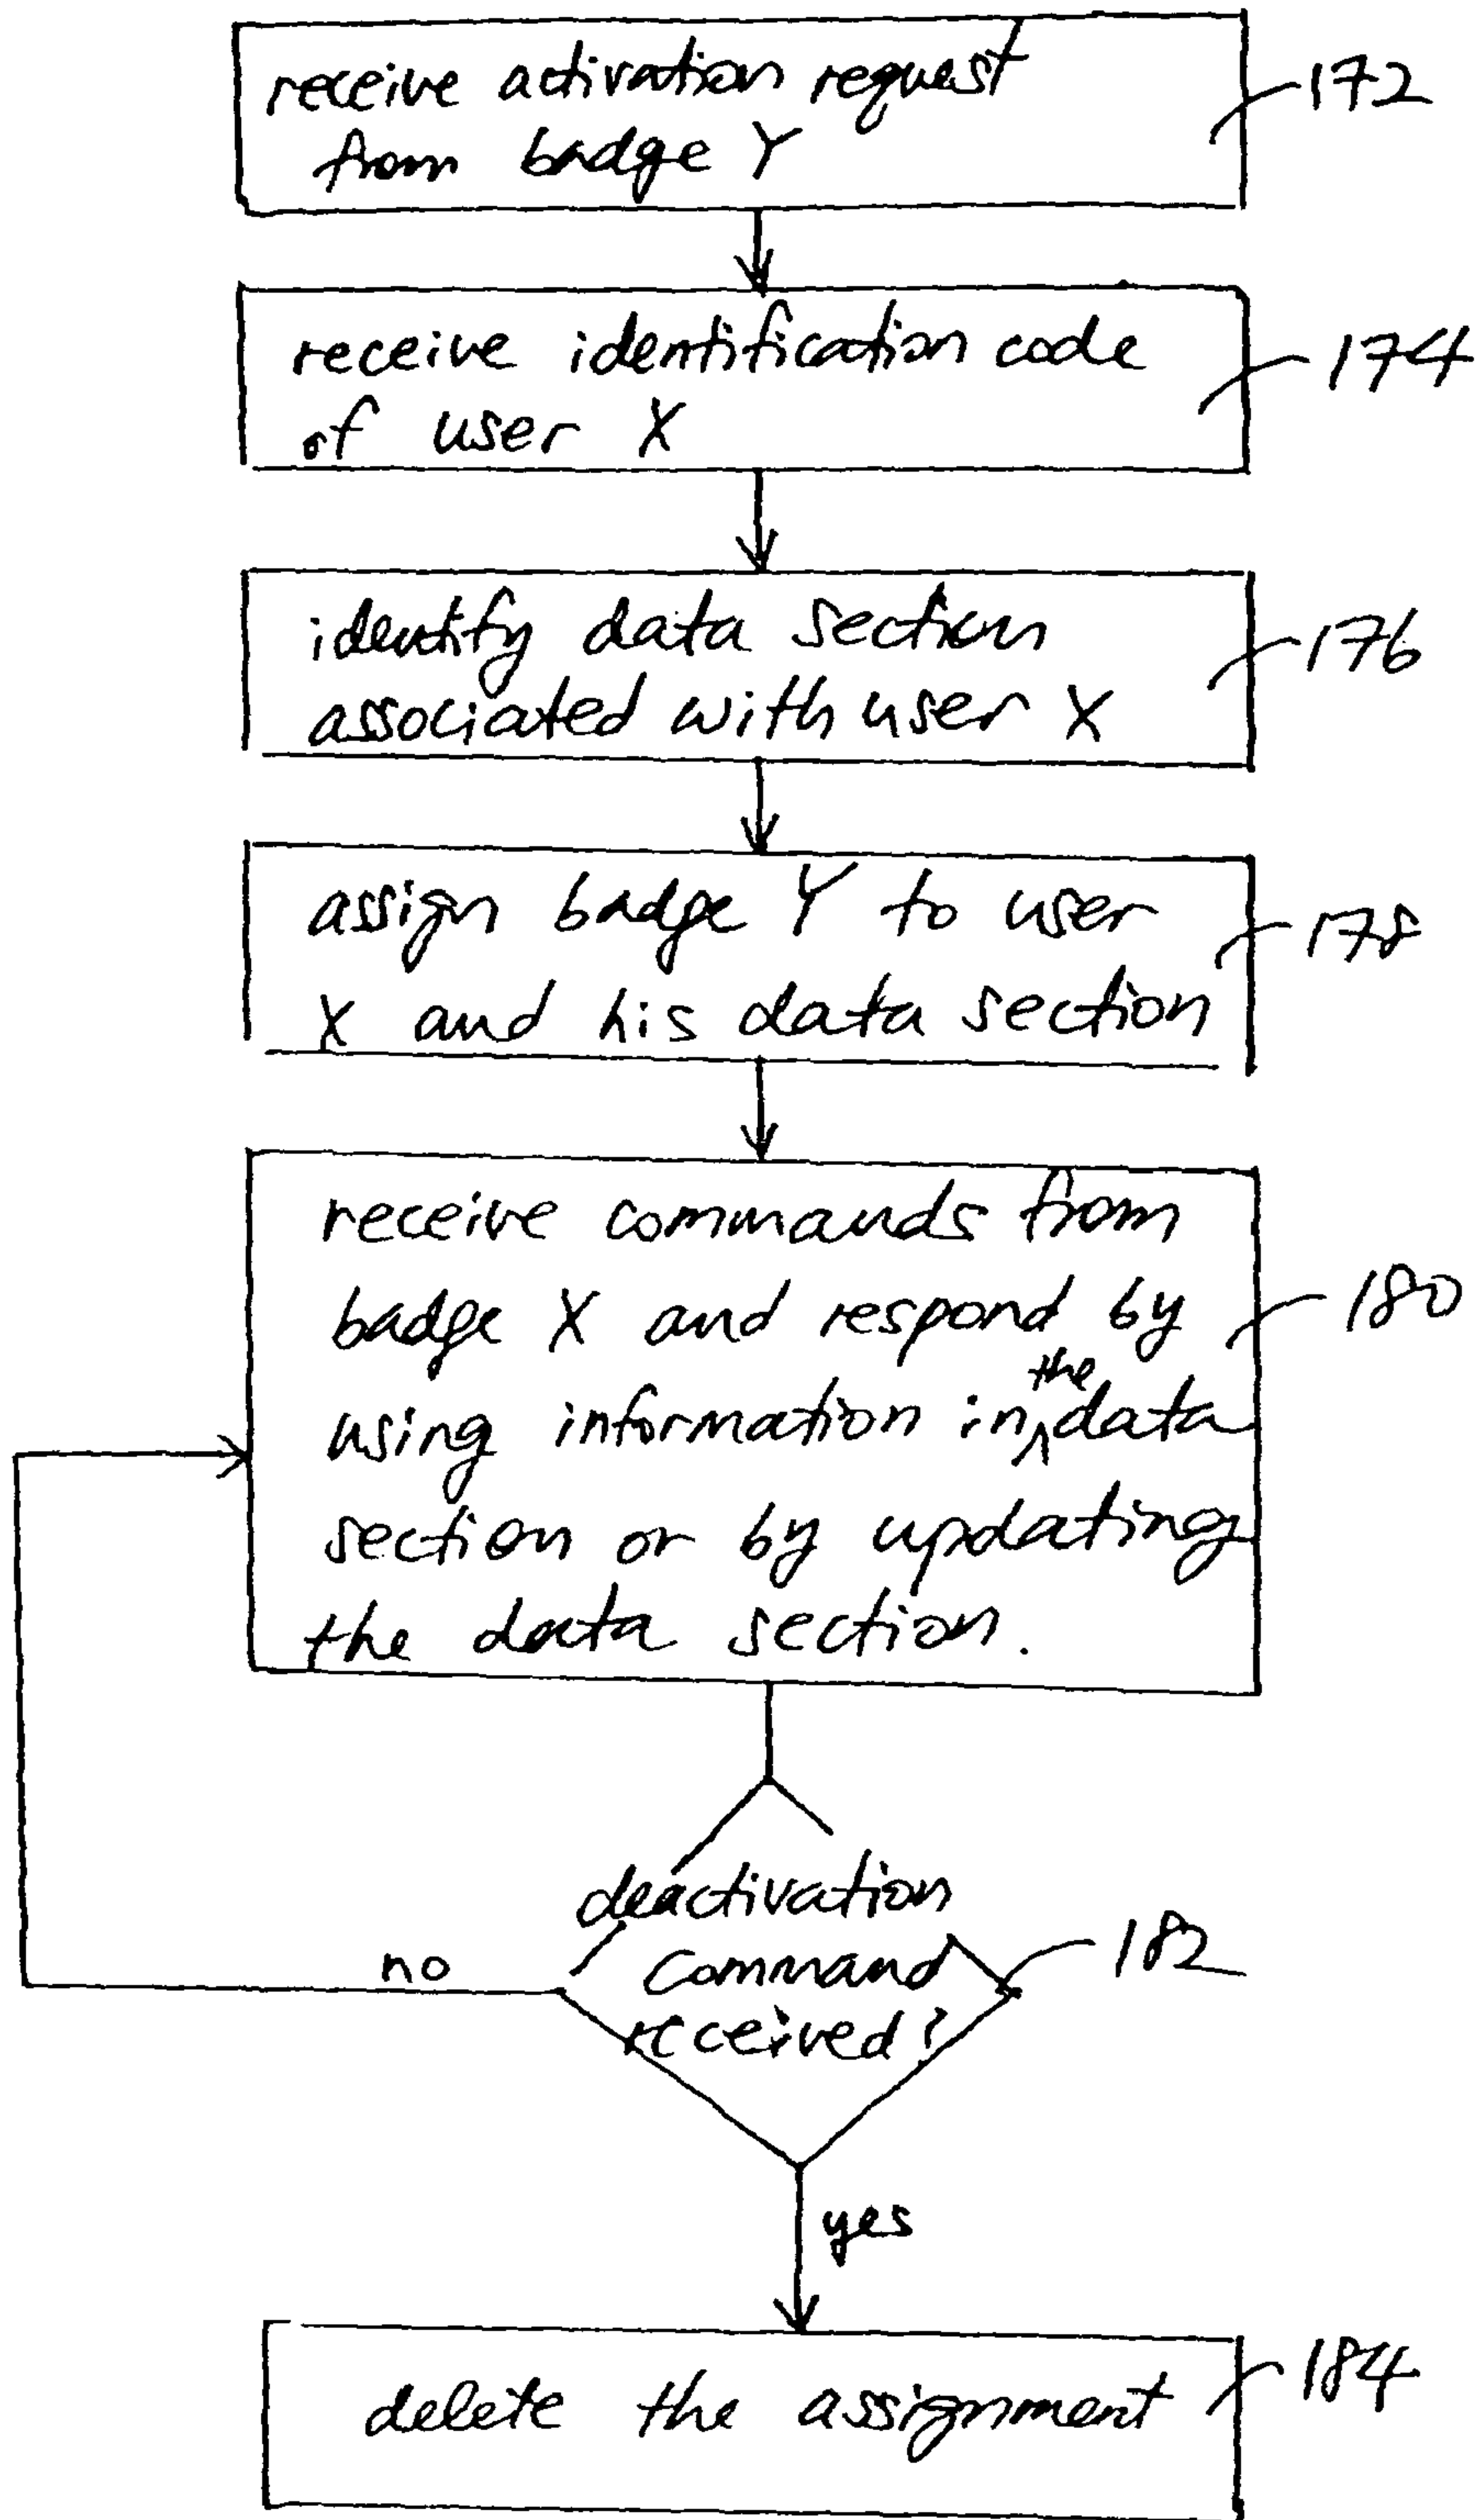 receive activation request
from badge Y
172
receive identification code
of user X
174
identify data section
associated with user X
176
assign badge Y to user
X and his data section
178
receive commands from
badge X and respond by
using information in the data
section or by updating
the data section.
180
deactivation
command
received?
182
no
yes
delete the assignment
184